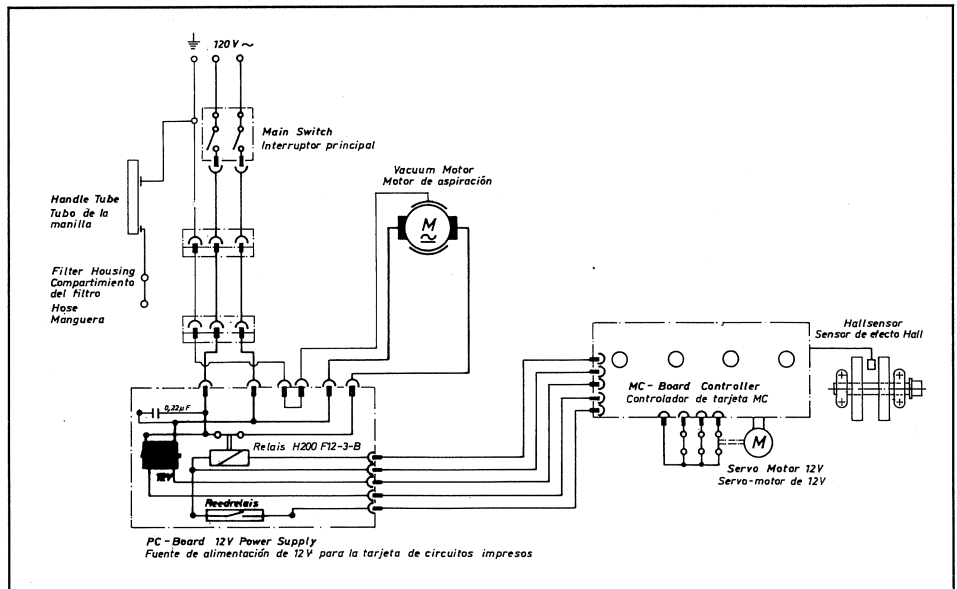 120 V ~
Main Switch
Interruptor principal
Vacuum Motor
Motor de aspiración
M
Handle Tube
Tubo de la
manilla
Filter Housing
Compartimiento
del filtro
Hose
Manguera
Hallsensor
Sensor de efecto Hall
MC-Board Controller
Controlador de tarjeta MC
M
Servo Motor 12V
Servo-motor de 12V
0,22µF
Relais H200 F12-3-B
12V
Reedrelais
PC-Board 12V Power Supply
Fuente de alimentación de 12V para la tarjeta de circuitos impresos